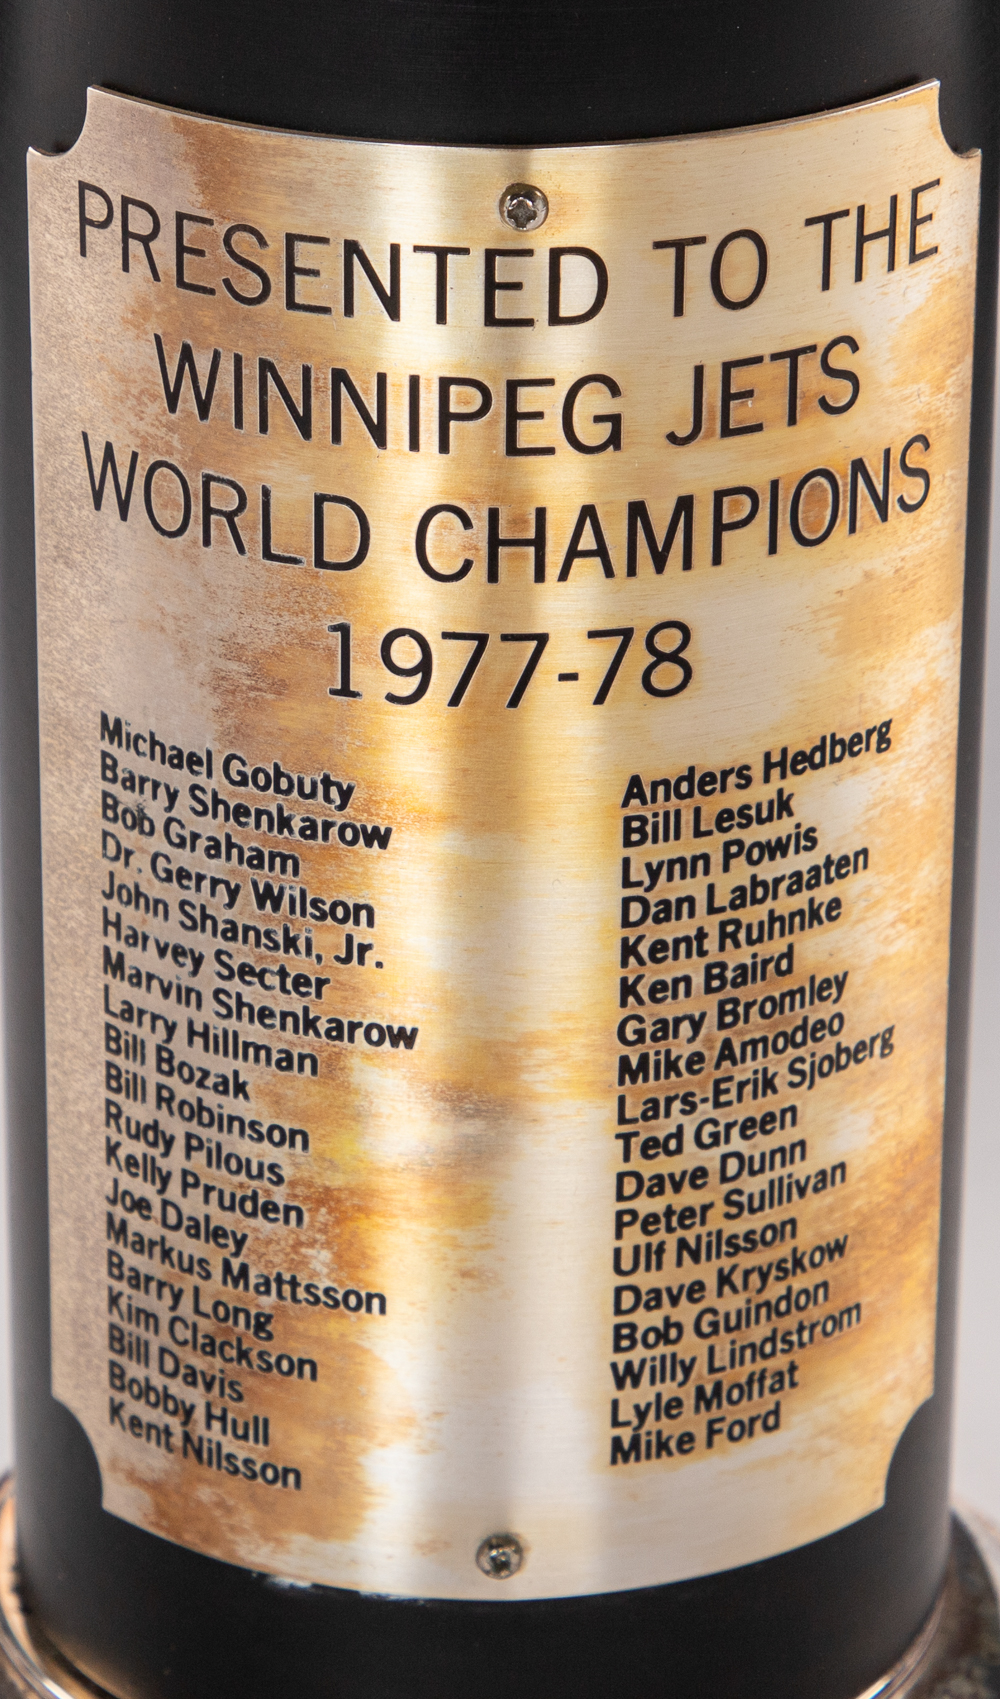 PRESENTED TO THE
WINNIPEG JETS
WORLD CHAMPIONS
1977-78
Michael Gobuty
Barry Shenkarow
Bob Graham
Dr. Gerry Wilson
John Shanski, Jr.
Harvey Secter
Marvin Shenkarow
Larry Hillman
Bill Bozak
Bill Robinson
Rudy Pilous
Kelly Pruden
Joe Daley
Markus Mattsson
Barry Long
Kim Clackson
Bill Davis
Bobby Hull
Kent Nilsson
Anders Hedberg
Bill Lesuk
Lynn Powis
Dan Labraaten
Kent Ruhnke
Ken Baird
Gary Bromley
Mike Amodeo
Lars-Erik Sjoberg
Ted Green
Dave Dunn
Peter Sullivan
Ulf Nilsson
Dave Kryskow
Bob Guindon
Willy Lindstrom
Lyle Moffat
Mike Ford